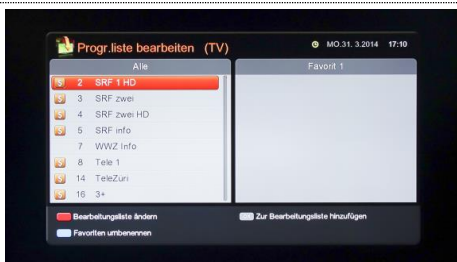 Progr.liste bearbeiten (TV)
MO.31. 3.2014 17:10
Alle
Favorit 1
S 2 SRF 1 HD
S 3 SRF zwei
S 4 SRF zwei HD
S 5 SRF info
7 WWZ Info
S 8 Tele 1
S 14 TeleZüri
S 16 3+
Bearbeitungsliste ändern
Zur Bearbeitungsliste hinzufügen
Favoriten umbenennen